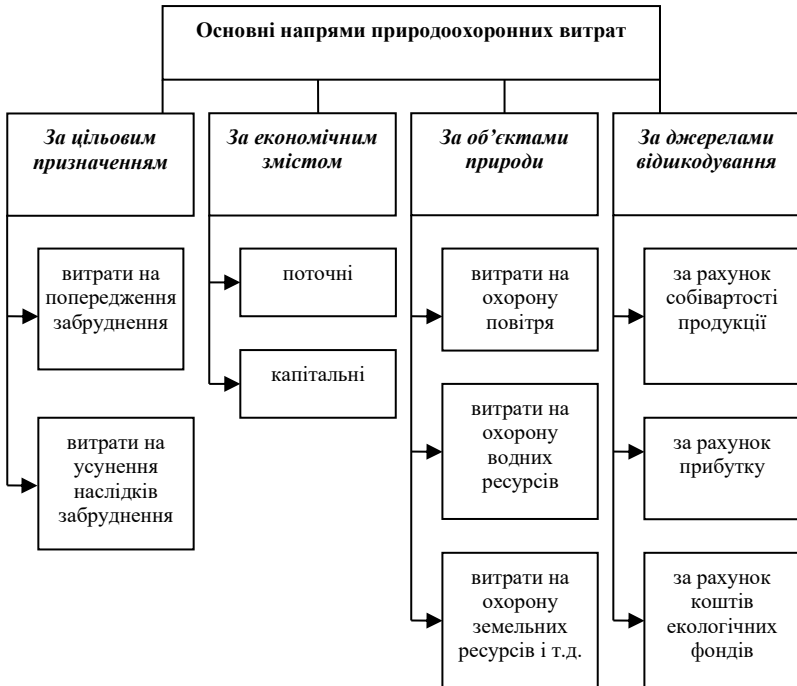 Основні напрями природоохоронних витрат
За цільовим
призначенням
витрати на
попередження
забруднення
витрати на
усунення
наслідків
забруднення
За економічним
змістом
поточні
капітальні
За об’єктами
природи
витрати на
охорону
повітря
витрати на
охорону
водних
ресурсів
витрати на
охорону
земельних
ресурсів і т.д.
За джерелами
відшкодування
за рахунок
собівартості
продукції
за рахунок
прибутку
за рахунок
коштів
екологічних
фондів